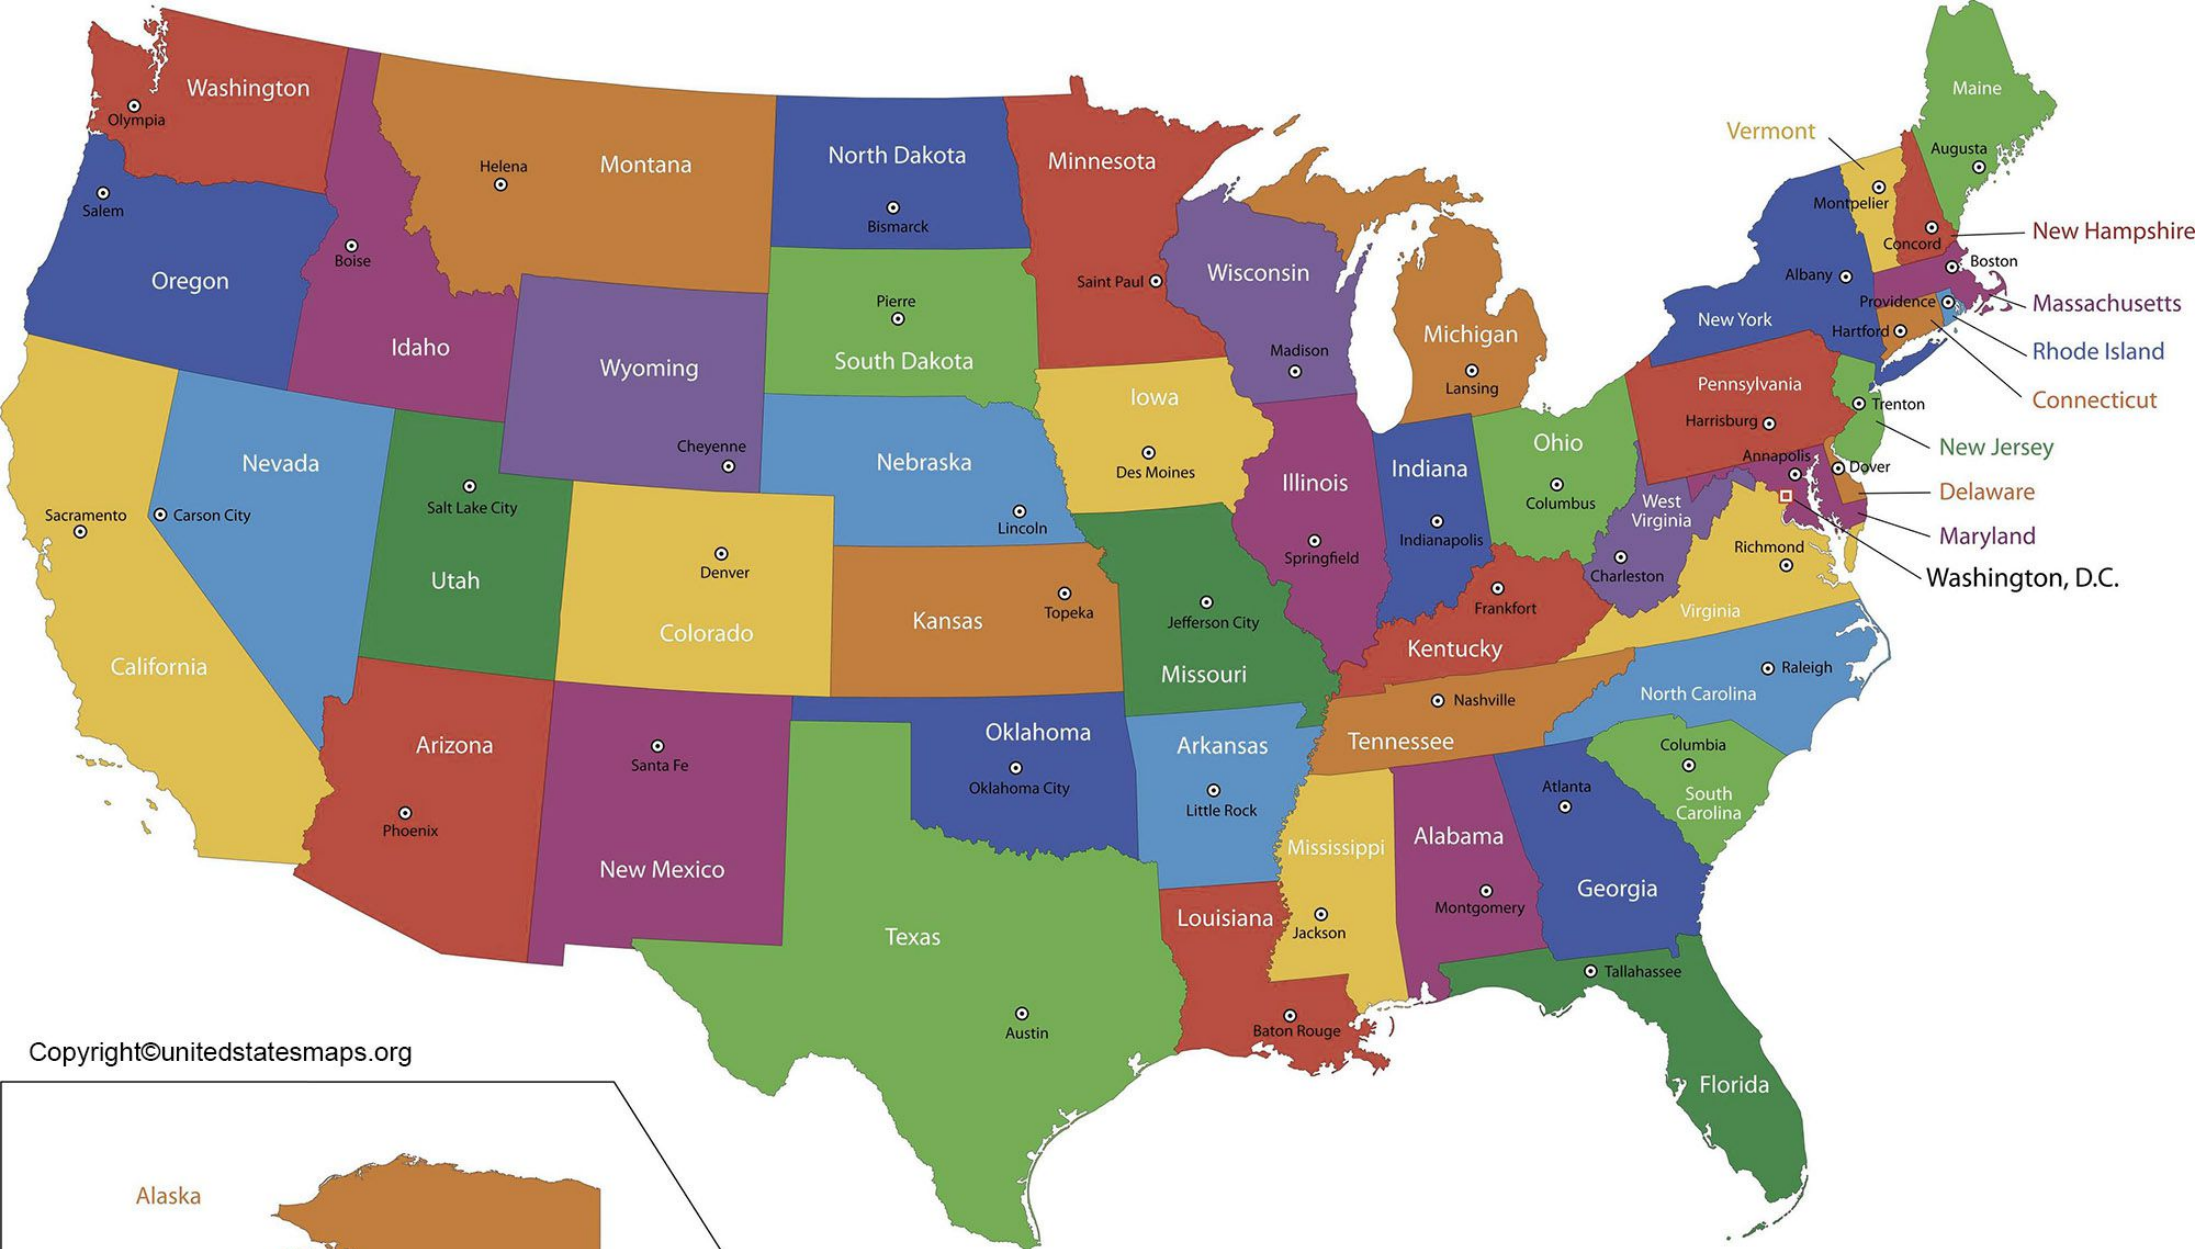 Washington
Olympia
Oregon
Salem
Idaho
Boise
Montana
Helena
North Dakota
Bismarck
Minnesota
Saint Paul
Wisconsin
Madison
Michigan
Lansing
Maine
Augusta
Vermont
Montpelier
New Hampshire
Concord
Boston
Massachusetts
Albany
New York
Providence
Rhode Island
Hartford
Connecticut
Wyoming
Cheyenne
Pierre
South Dakota
Iowa
Des Moines
Nebraska
Lincoln
Nevada
Carson City
Sacramento
California
Salt Lake City
Utah
Denver
Colorado
Kansas
Topeka
Jefferson City
Missouri
Illinois
Springfield
Indiana
Indianapolis
Ohio
Columbus
Pennsylvania
Harrisburg
Trenton
New Jersey
Annapolis
Dover
Delaware
Maryland
Washington, D.C.
West
Virginia
Charleston
Richmond
Virginia
Frankfort
Kentucky
Nashville
Tennessee
Raleigh
North Carolina
Columbia
South
Carolina
Arizona
Phoenix
Santa Fe
New Mexico
Oklahoma
Oklahoma City
Arkansas
Little Rock
Texas
Austin
Louisiana
Baton Rouge
Mississippi
Jackson
Alabama
Montgomery
Atlanta
Georgia
Tallahassee
Florida
Copyright©unitedstatesmaps.org
Alaska